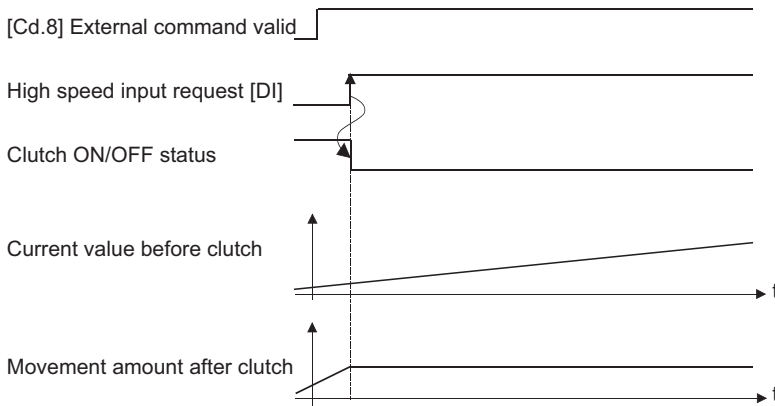 [Cd.8] External command valid
High speed input request [DI]
Clutch ON/OFF status
Current value before clutch
t
Movement amount after clutch
t